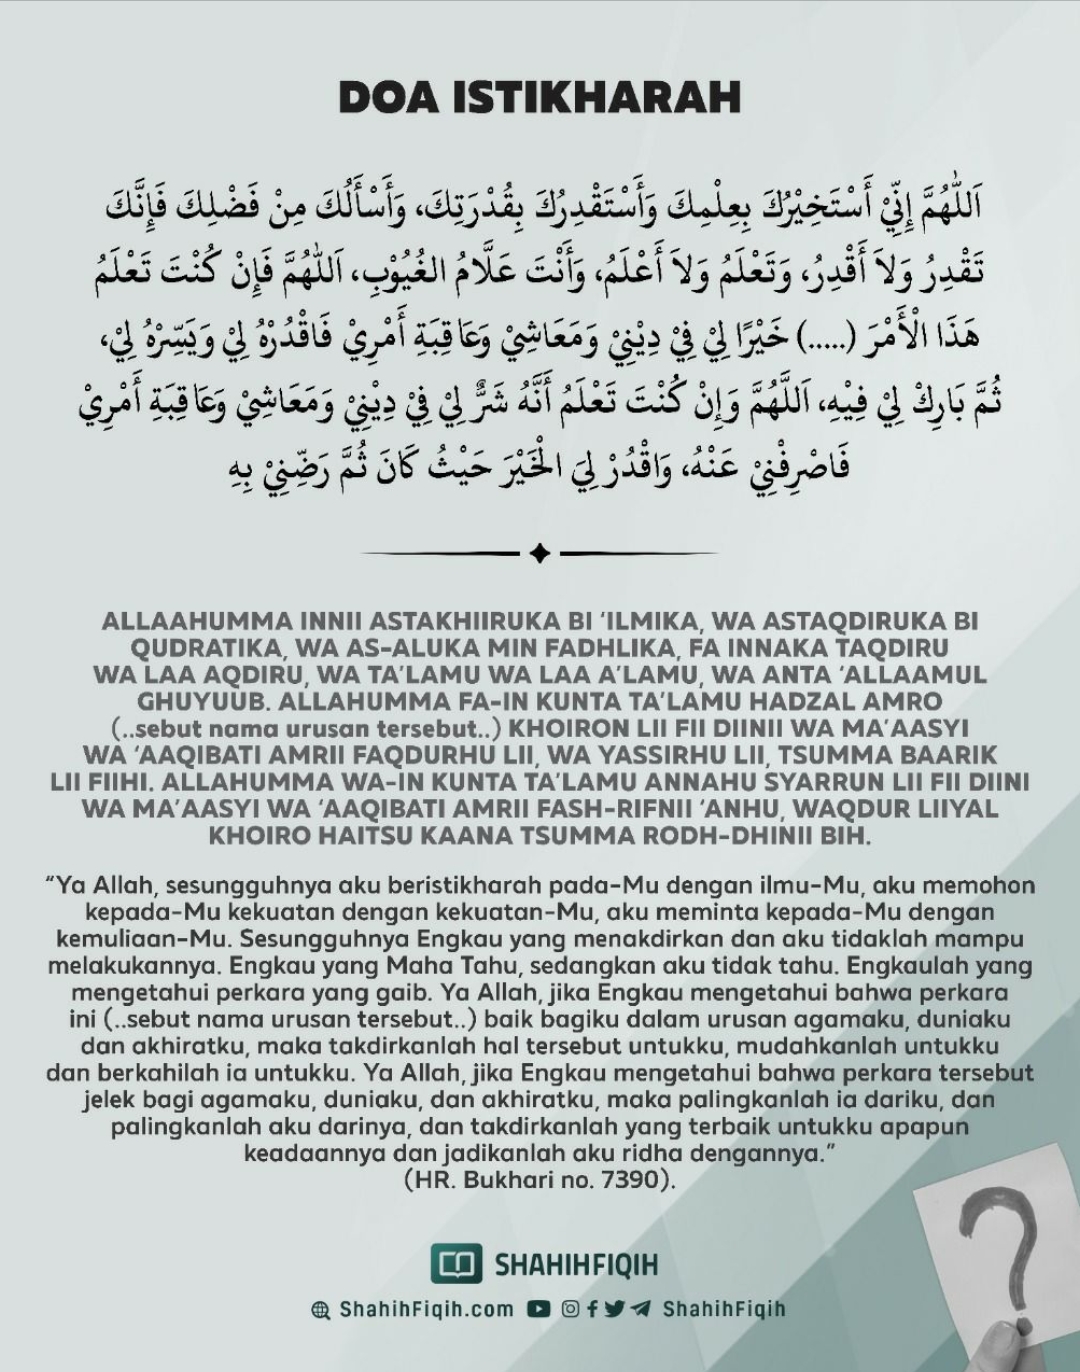 DOA ISTIKHARAH
اَللّٰهُمَّ إِنِّيْ أَسْتَخِيْرُكَ بِعِلْمِكَ وَأَسْتَقْدِرُكَ بِقُدْرَتِكَ، وَأَسْأَلُكَ مِنْ فَضْلِكَ فَإِنَّكَ
تَقْدِرُ وَلاَ أَقْدِرُ، وَتَعْلَمُ وَلاَ أَعْلَمُ، وَأَنْتَ عَلَّامُ الغُيُوْبِ، اَللّٰهُمَّ فَإِنْ كُنْتَ تَعْلَمُ
هَذَا الْأَمْرَ (.....) خَيْرًا لِيْ فِيْ دِيْنِيْ وَمَعَاشِيْ وَعَاقِبَةِ أَمْرِيْ فَاقْدُرْهُ لِيْ وَيَسِّرْهُ لِيْ،
ثُمَّ بَارِكْ لِيْ فِيْهِ، اَللَّهُمَّ وَإِنْ كُنْتَ تَعْلَمُ أَنَّهُ شَرٌّ لِيْ فِيْ دِيْنِيْ وَمَعَاشِيْ وَعَاقِبَةِ أَمْرِيْ
فَاصْرِفْنِيْ عَنْهُ، وَاقْدُرْ لِيَ الْخَيْرَ حَيْثُ كَانَ ثُمَّ رَضِّنِيْ بِهِ
ALLAAHUMMA INNII ASTAKHIIRUKA BI ‘ILMIKA, WA ASTAQDIRUKA BI
QUDRATIKA, WA AS-ALUKA MIN FADHLIKA, FA INNAKA TAQDIRU
WA LAA AQDIRU, WA TA’LAMU WA LAA A’LAMU, WA ANTA ‘ALLAAMUL
GHUYUUB. ALLAHUMMA FA-IN KUNTA TA’LAMU HADZAL AMRO
(..sebut nama urusan tersebut..) KHOIRON LII FII DIINII WA MA’AASYI
WA ‘AAQIBATI AMRII FAQDURHU LII, WA YASSIRHU LII, TSUMMA BAARIK
LII FIIHI. ALLAHUMMA WA-IN KUNTA TA’LAMU ANNAHU SYARRUN LII FII DIINI
WA MA’AASYI WA ‘AAQIBATI AMRII FASH-RIFNII ‘ANHU, WAQDUR LIIYAL
KHOIRO HAITSU KAANA TSUMMA RODH-DHINII BIH.
“Ya Allah, sesungguhnya aku beristikharah pada-Mu dengan ilmu-Mu, aku memohon
kepada-Mu kekuatan dengan kekuatan-Mu, aku meminta kepada-Mu dengan
kemuliaan-Mu. Sesungguhnya Engkau yang menakdirkan dan aku tidaklah mampu
melakukannya. Engkau yang Maha Tahu, sedangkan aku tidak tahu. Engkaulah yang
mengetahui perkara yang gaib. Ya Allah, jika Engkau mengetahui bahwa perkara
ini (..sebut nama urusan tersebut..) baik bagiku dalam urusan agamaku, duniaku
dan akhiratku, maka takdirkanlah hal tersebut untukku, mudahkanlah untukku
dan berkahilah ia untukku. Ya Allah, jika Engkau mengetahui bahwa perkara tersebut
jelek bagi agamaku, duniaku, dan akhiratku, maka palingkanlah ia dariku, dan
palingkanlah aku darinya, dan takdirkanlah yang terbaik untukku apapun
keadaannya dan jadikanlah aku ridha dengannya.”
(HR. Bukhari no. 7390).
SHAHIHFIQIH
ShahihFiqih.com ShahihFiqih
?